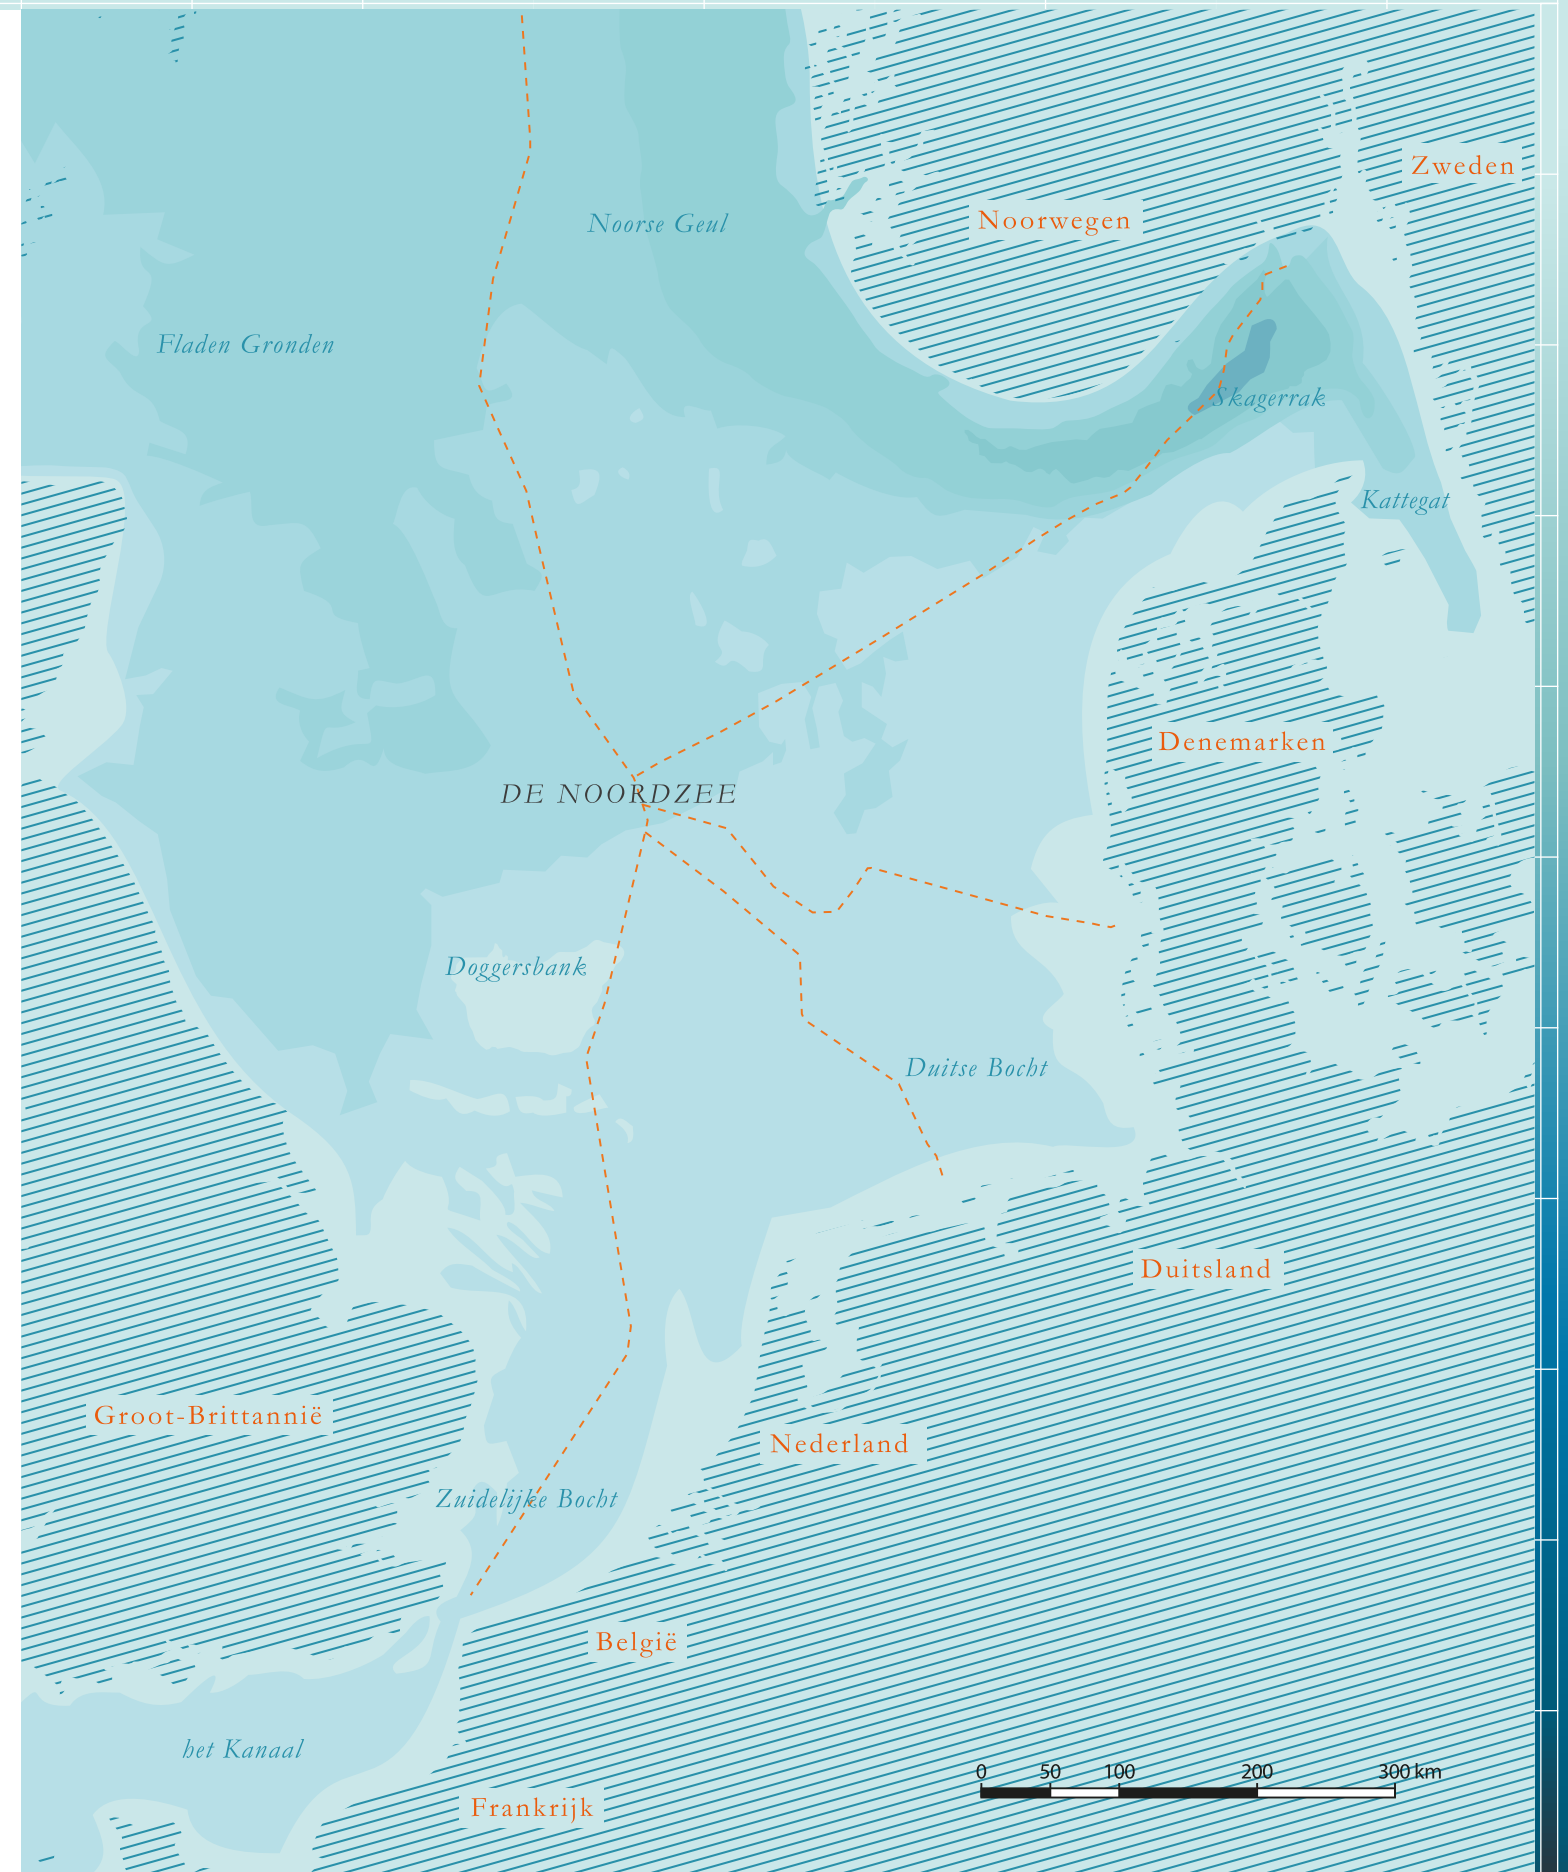 Zweden
Noorwegen
Noorse Geul
Fladen Gronden
Skagerrak
Kattegat
Denemarken
DE NOORDZEE
Doggersbank
Duitse Bocht
Duitsland
Groot-Brittannië
Nederland
Zuidelijke Bocht
België
het Kanaal
0 50 100 200 300 km
Frankrijk